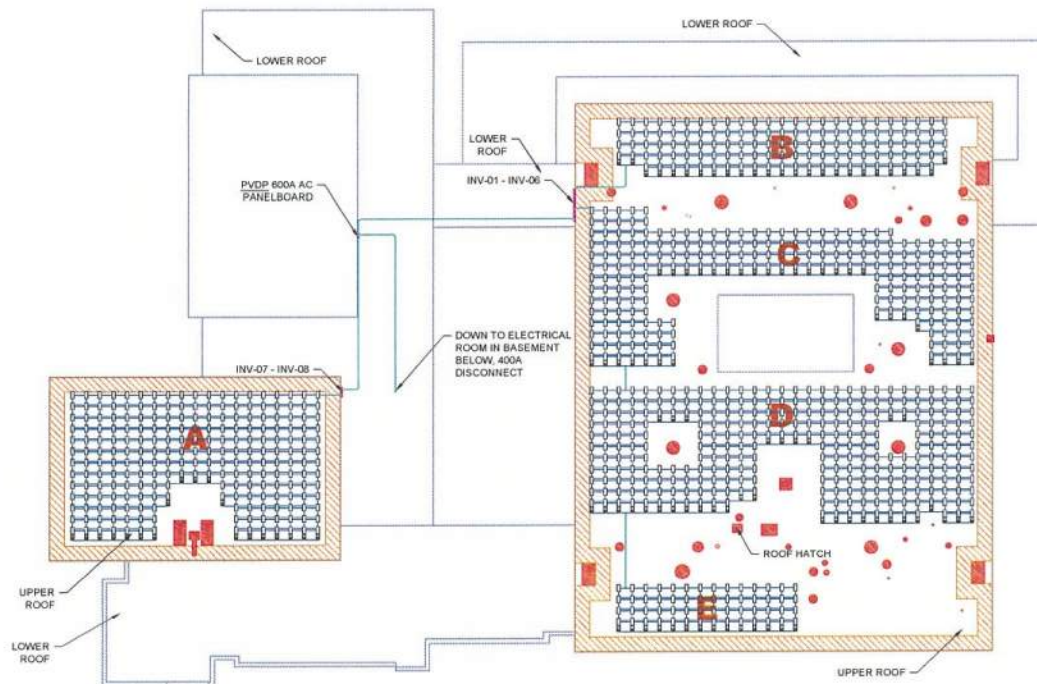 LOWER ROOF
LOWER ROOF
LOWER
ROOF
INV-01 - INV-06
B
PVDP 600A AC
PANELBOARD
C
DOWN TO ELECTRICAL
ROOM IN BASEMENT
BELOW, 400A
DISCONNECT
INV-07 - INV-08
A
D
ROOF HATCH
UPPER
ROOF
E
LOWER
ROOF
UPPER ROOF